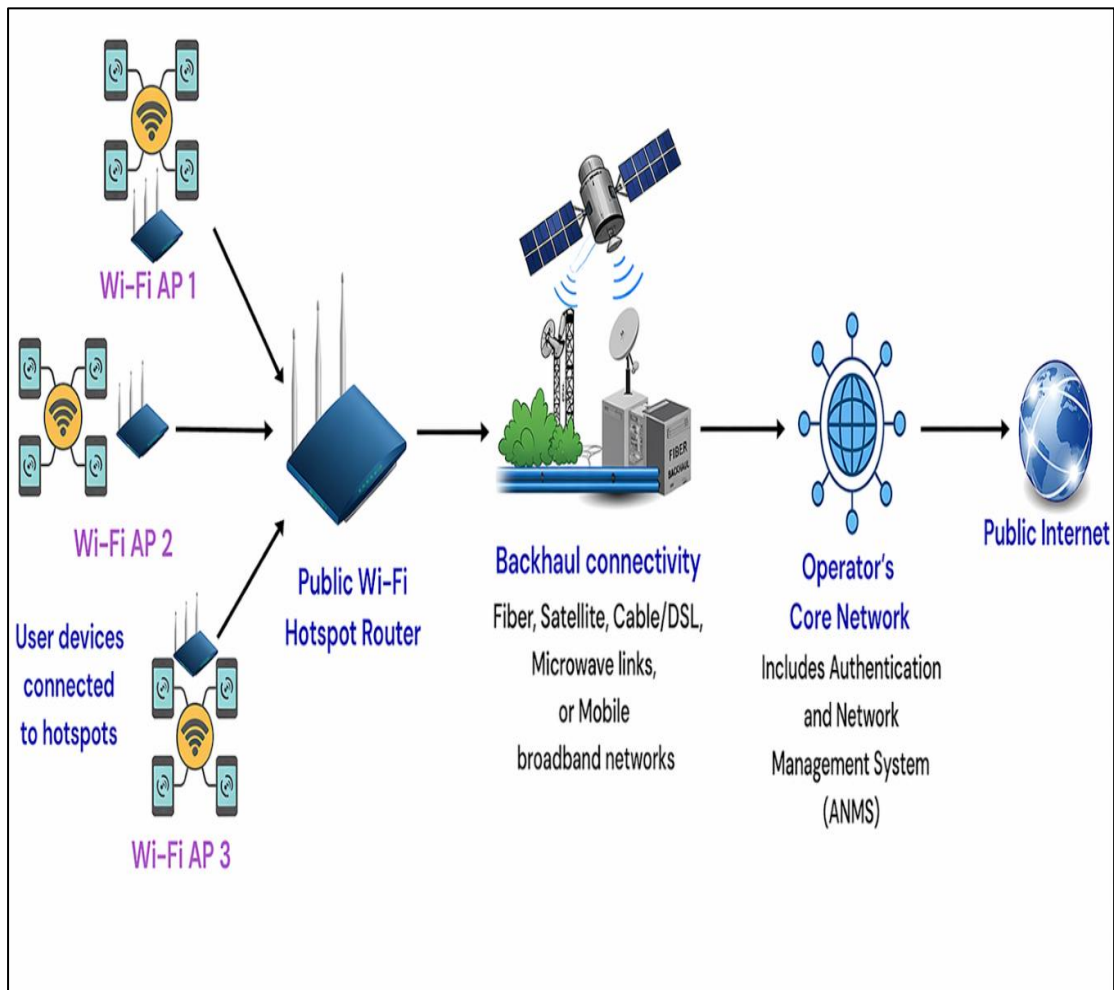 Wi-Fi AP 1
Wi-Fi AP 2
User devices
connected
to hotspots
Wi-Fi AP 3
Public Wi-Fi
Hotspot Router
FIBER
BACKHAUL
Backhaul connectivity
Fiber, Satellite, Cable/DSL,
Microwave links,
or Mobile
broadband networks
Operator's
Core Network
Includes Authentication
and Network
Management System
(ANMS)
Public Internet